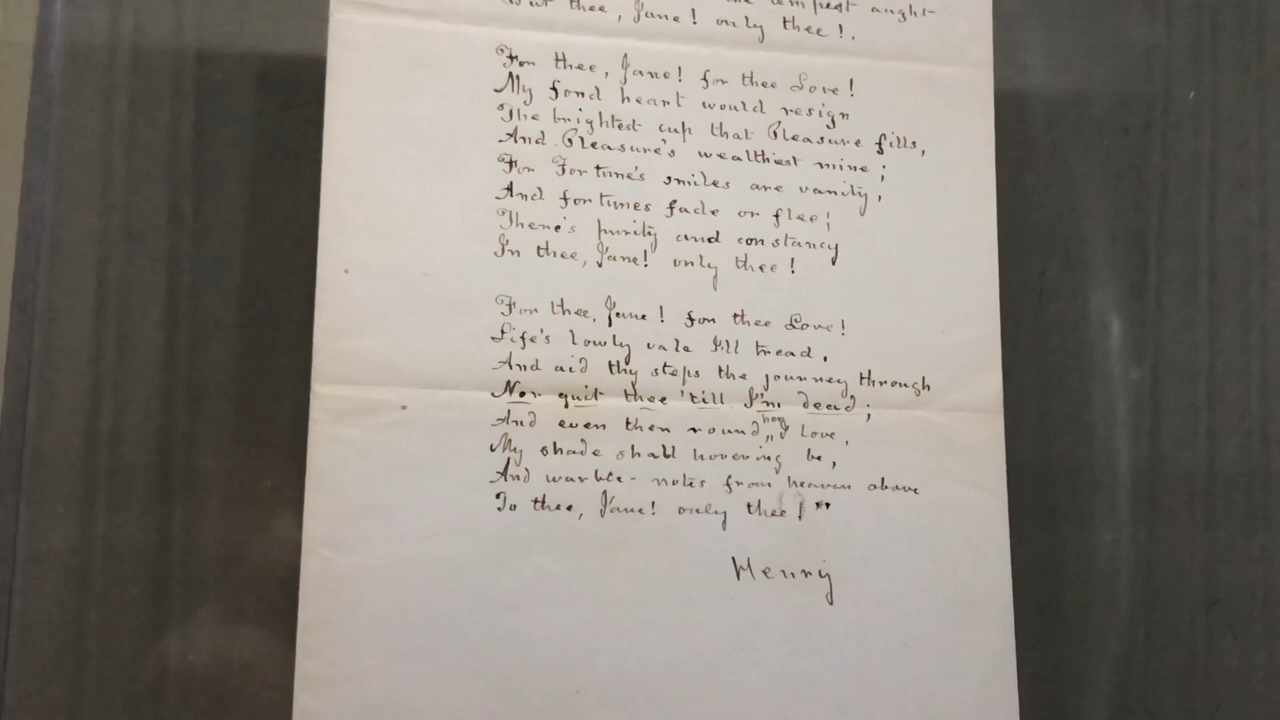 But thee, Jane! only thee!.
For thee, Jane! for thee Love!
My fond heart would resign
The brightest cup that Pleasure fills,
And Pleasure's wealthiest mine;
For Fortune's smiles are vanity,
And fortunes fade or flee;
There's purity and constancy
In thee, Jane! only thee!
For thee, Jane! for thee Love!
Life's lowly vale I'll tread,
And aid thy steps the journey through
Nor quit thee 'till I'm dead;
And even then round her Love,
My shade shall hovering be,
And warble notes from heaven above
To thee, Jane! only thee!"
Henry